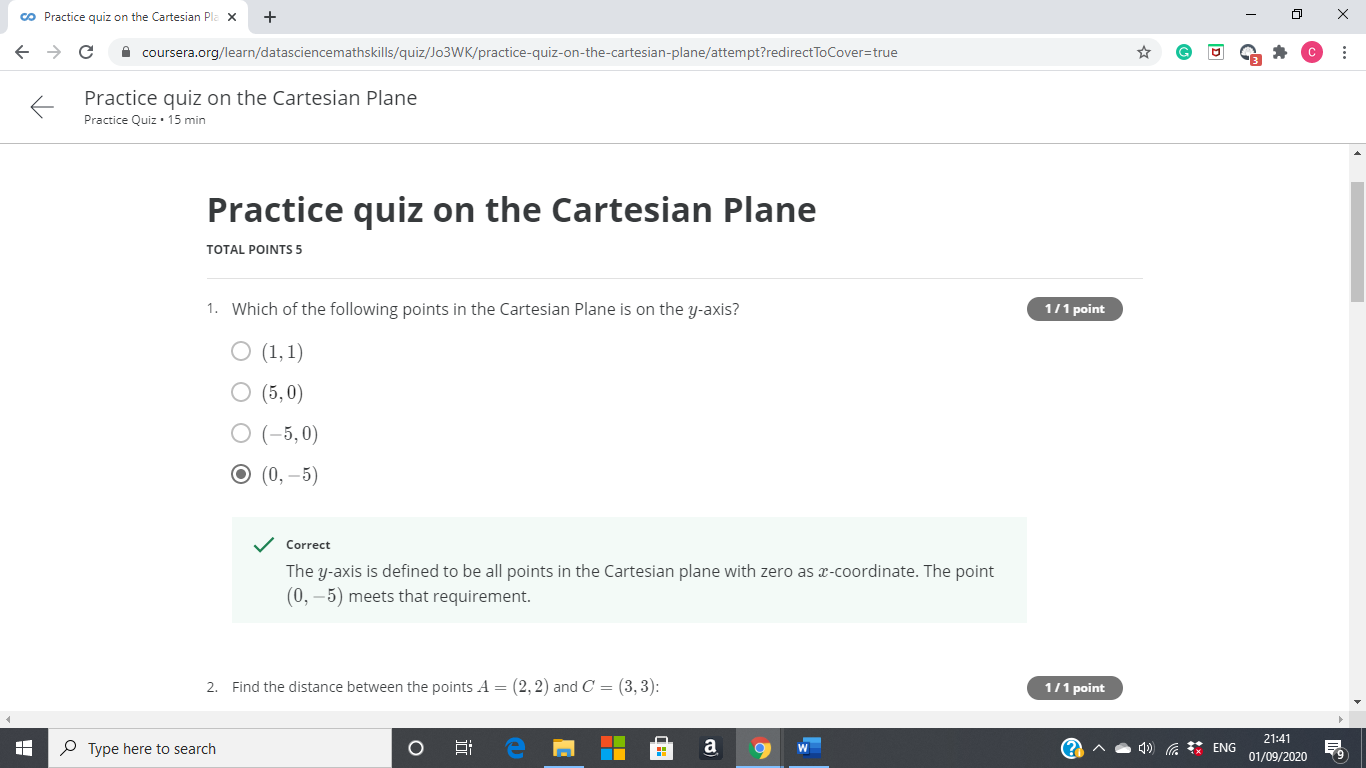 Practice quiz on the Cartesian Pla
coursera.org/learn/datasciencemathskills/quiz/Jo3WK/practice-quiz-on-the-cartesian-plane/attempt?redirectToCover=true
G
3
C
Practice quiz on the Cartesian Plane
Practice Quiz • 15 min
Practice quiz on the Cartesian Plane
TOTAL POINTS 5
1. Which of the following points in the Cartesian Plane is on the y-axis?
1 / 1 point
(1, 1)
(5, 0)
(−5, 0)
(0, −5)
Correct
The y-axis is defined to be all points in the Cartesian plane with zero as x-coordinate. The point
(0, −5) meets that requirement.
2. Find the distance between the points A = (2, 2) and C = (3, 3):
1 / 1 point
Type here to search
ENG
21:41
01/09/2020
9